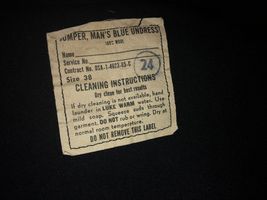 JUMPER, MAN'S BLUE UNDRESS
100% WOOL
Name
Service No.
Contract No. DSA-1-4623-65-C
24
Size 38
CLEANING INSTRUCTIONS
Dry clean for best results
If dry cleaning is not available, hand
launder in LUKE WARM water. Use
mild soap. Squeeze suds through
garment. DO NOT rub or wring. Dry at
normal room temperature.
DO NOT REMOVE THIS LABEL